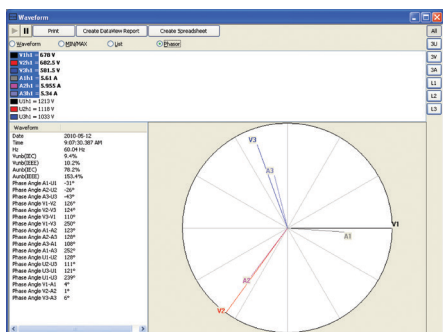 Waveform
Print Create DataView Report Create Spreadsheet
Waveform MIN/MAX List Phasor
All
3U
3V
3A
L1
L2
L3
V1h1 = 678 V
V2h1 = 682.5 V
V3h1 = 581.5 V
A1h1 = 5.61 A
A2h1 = 5.955 A
A3h1 = 5.34 A
U1h1 = 1213 V
U2h1 = 1118 V
U3h1 = 1033 V
Waveform
Date 2010-05-12
Time 9:07:30.387 AM
Hz 60.04 Hz
Vunb(IEC) 9.4%
Vunb(IEEE) 10.2%
Aunb(IEC) 78.2%
Aunb(IEEE) 153.4%
Phase Angle A1-U1 -31°
Phase Angle A2-U2 -26°
Phase Angle A3-U3 -43°
Phase Angle V1-V2 126°
Phase Angle V2-V3 124°
Phase Angle V3-V1 110°
Phase Angle V1-V3 250°
Phase Angle A1-A2 123°
Phase Angle A2-A3 128°
Phase Angle A3-A1 108°
Phase Angle A1-A3 252°
Phase Angle U1-U2 128°
Phase Angle U2-U3 111°
Phase Angle U3-U1 121°
Phase Angle U1-U3 239°
Phase Angle V1-A1 4°
Phase Angle V2-A2 1°
Phase Angle V3-A3 6°
V3
A3
V1
A1
A2
V2